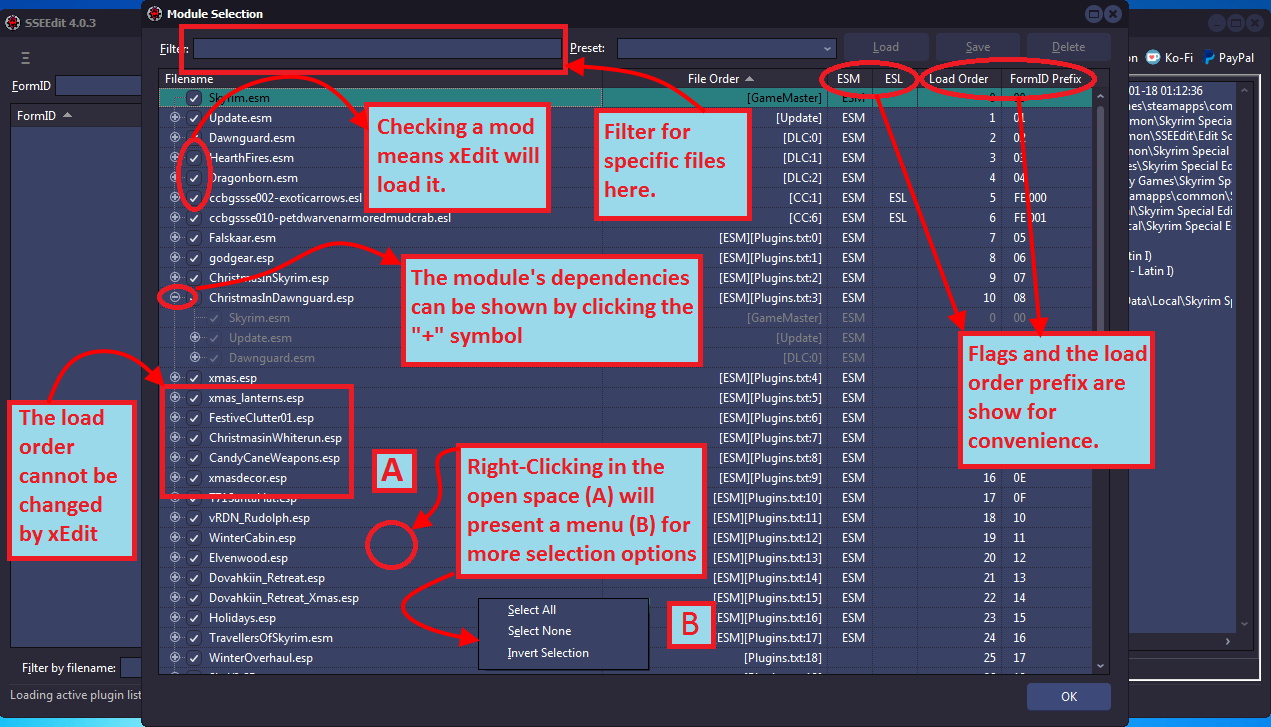 SSEEdit 4.0.3
Module Selection
Filter:
Preset:
Load
Save
Delete
FormID
FormID
Ko-Fi
PayPal
Filename
File Order
ESM
ESL
Load Order
FormID Prefix
Skyrim.esm [GameMaster] ESM 0 00
Update.esm [Update] ESM 1 01
Dawnguard.esm [DLC:0] ESM 2 02
HearthFires.esm [DLC:1] ESM 3 03
Dragonborn.esm [DLC:2] ESM 4 04
ccbgssse002-exoticarrows.esl [CC:1] ESM ESL 5 FE000
ccbgssse010-petdwarvenarmoredmudcrab.esl [CC:6] ESM ESL 6 FE001
Falskaar.esm [ESM][Plugins.txt:0] ESM 7 05
godgear.esp [ESM][Plugins.txt:1] ESM 8 06
ChristmasInSkyrim.esp [ESM][Plugins.txt:2] ESM 9 07
ChristmasInDawnguard.esp [ESM][Plugins.txt:3] ESM 10 08
Skyrim.esm [GameMaster] ESM 0 00
Update.esm [Update] ESM
Dawnguard.esm [DLC:0] ESM
xmas.esp [ESM][Plugins.txt:4] ESM
xmas_lanterns.esp [ESM][Plugins.txt:5] ESM
FestiveClutter01.esp [ESM][Plugins.txt:6] ESM
ChristmasinWhiterun.esp [ESM][Plugins.txt:7] ESM
CandyCaneWeapons.esp [ESM][Plugins.txt:8] ESM
xmasdecor.esp [ESM][Plugins.txt:9] ESM 16 0E
771SantaHat.esp [ESM][Plugins.txt:10] ESM 17 0F
vRDN_Rudolph.esp [ESM][Plugins.txt:11] ESM 18 10
WinterCabin.esp [ESM][Plugins.txt:12] ESM 19 11
Elvenwood.esp [ESM][Plugins.txt:13] ESM 20 12
Dovahkiin_Retreat.esp [ESM][Plugins.txt:14] ESM 21 13
Dovahkiin_Retreat_Xmas.esp [ESM][Plugins.txt:15] ESM 22 14
Holidays.esp [ESM][Plugins.txt:16] ESM 23 15
TravellersOfSkyrim.esm [ESM][Plugins.txt:17] ESM 24 16
WinterOverhaul.esp [Plugins.txt:18] 25 17
Checking a mod
means xEdit will
load it.
Filter for
specific files
here.
The module's dependencies
can be shown by clicking the
"+" symbol
Flags and the load
order prefix are
show for
convenience.
The load
order
cannot be
changed
by xEdit
A
Right-Clicking in the
open space (A) will
present a menu (B) for
more selection options
Select All
Select None
Invert Selection
B
01-18 01:12:36
es\steamapps\com
mon\Skyrim Specia
mon\SSEEdit\Edit Sc
mon\Skyrim Special
\Skyrim Special Ed
y Games\Skyrim Sp
eamapps\common\
\Skyrim Special Edi
cal\Skyrim Special E
in I)
- Latin I)
Data\Local\Skyrim Sp
Filter by filename:
Loading active plugin list
OK